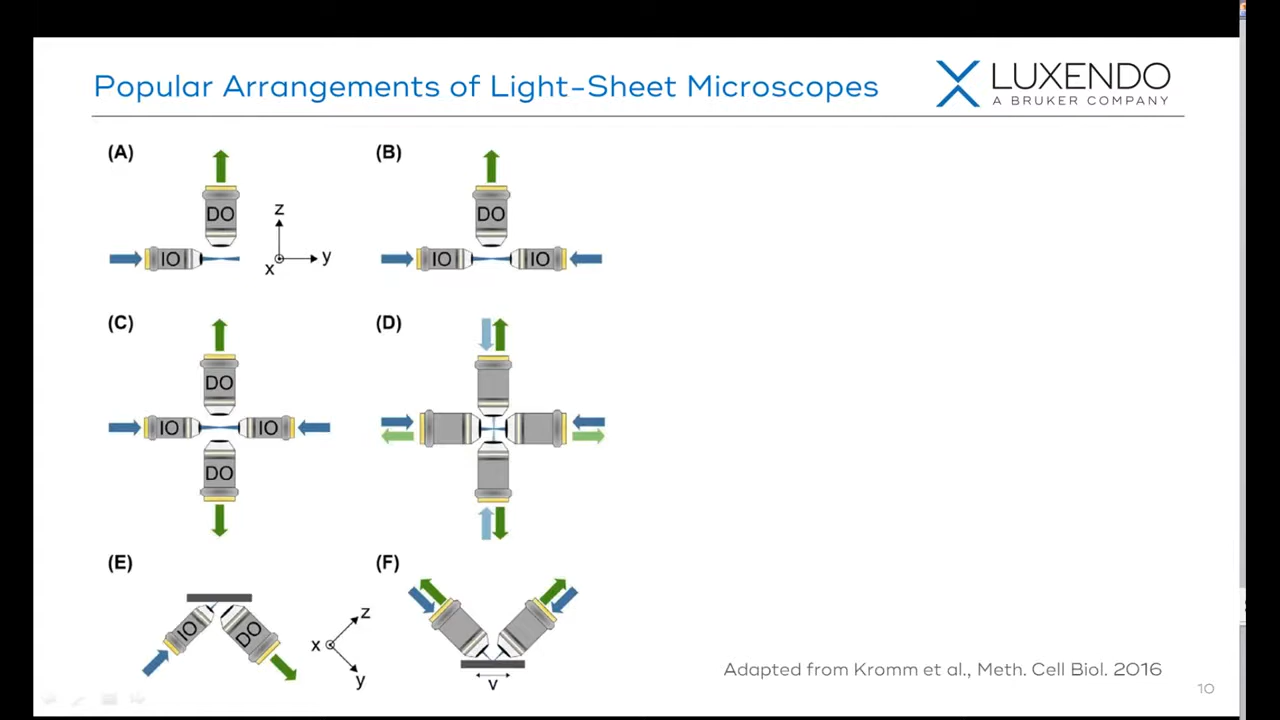 Popular Arrangements of Light-Sheet Microscopes
LUXENDO
A BRUKER COMPANY
(A)
DO
IO
z
y
x
(B)
DO
IO
IO
(C)
DO
IO
IO
DO
(D)
(E)
IO
DO
z
x
y
(F)
v
Adapted from Kromm et al., Meth. Cell Biol. 2016
10